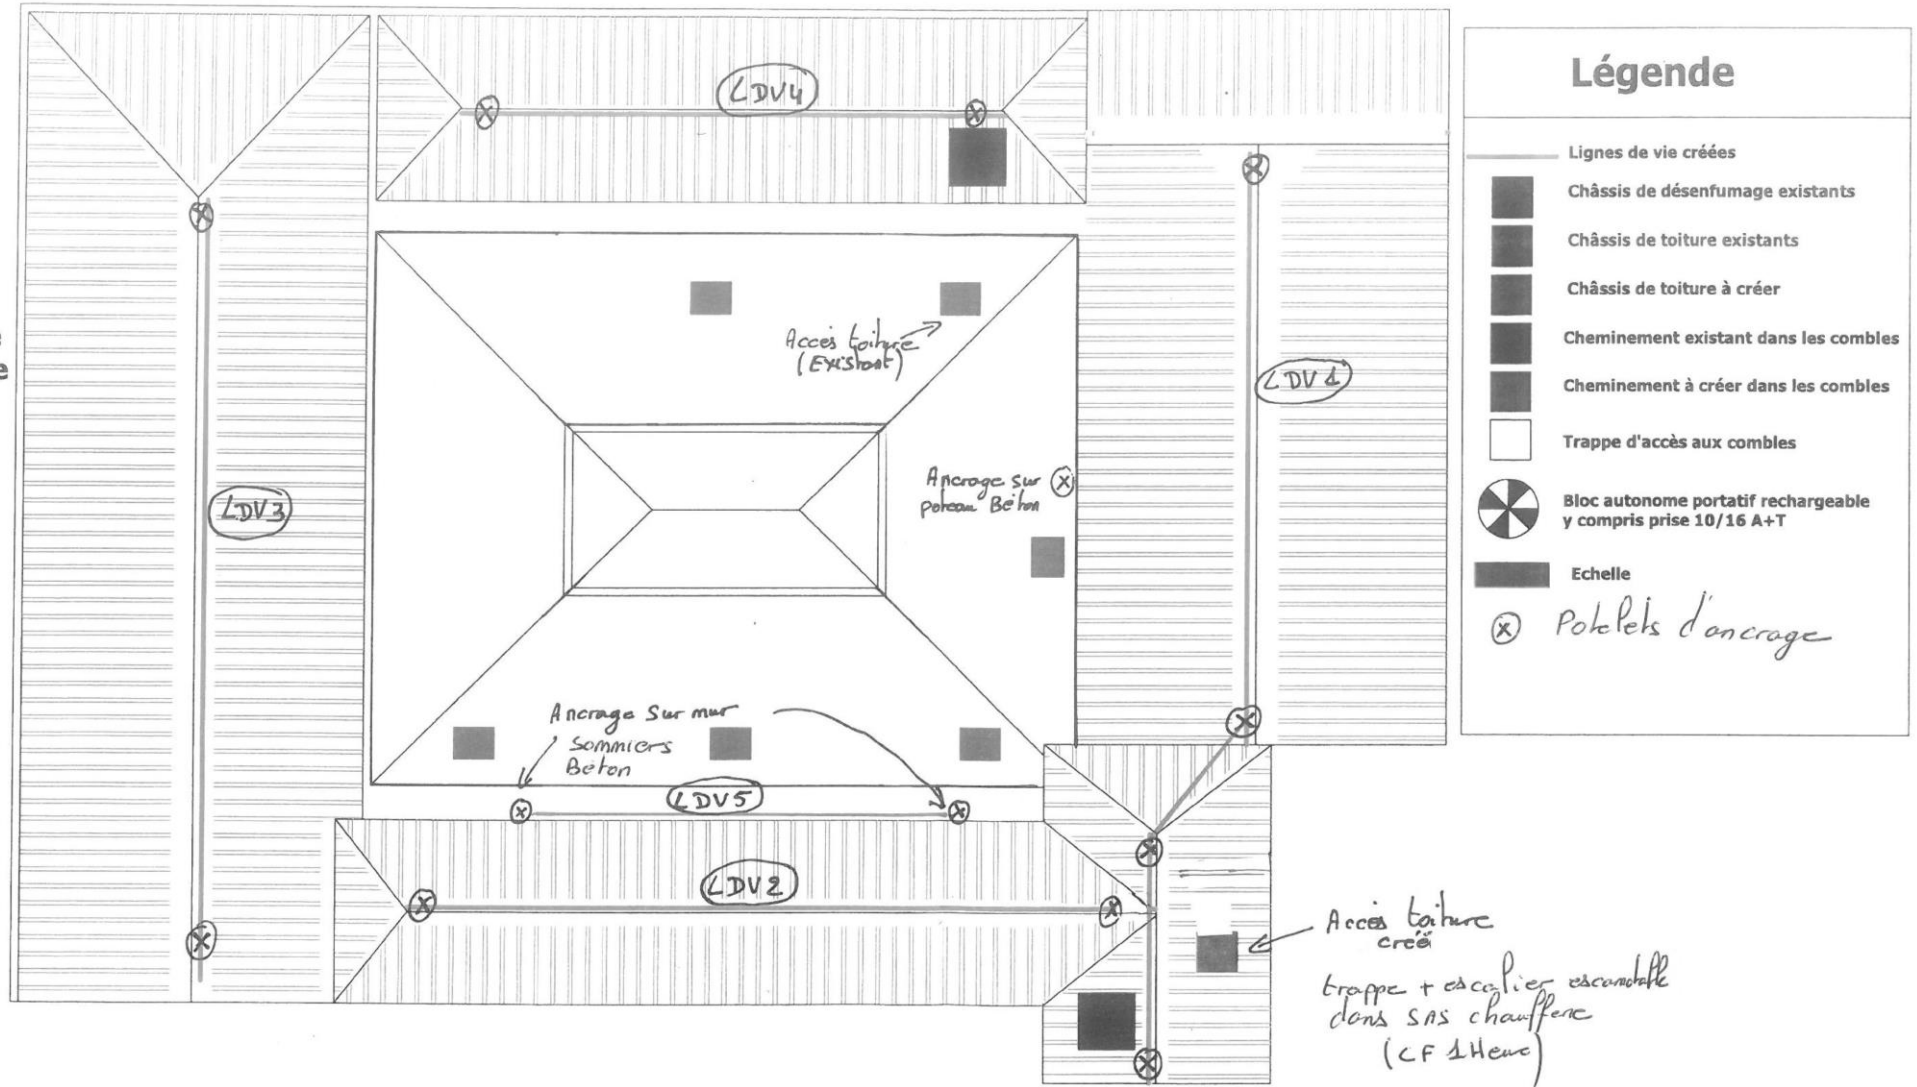 LDV4
LDV3
Accès toiture
(Existant)
LDV1
Ancrage sur
poteau Béton
Ancrage sur mur
Sommiers
Béton
LDV5
LDV2
Accès toiture
créé
trappe + escalier escamotable
dans SAS chaufferie
(CF 1Heure)
Légende
Lignes de vie créées
Châssis de désenfumage existants
Châssis de toiture existants
Châssis de toiture à créer
Cheminement existant dans les combles
Cheminement à créer dans les combles
Trappe d'accès aux combles
Bloc autonome portatif rechargeable
y compris prise 10/16 A+T
Echelle
Potelets d'ancrage